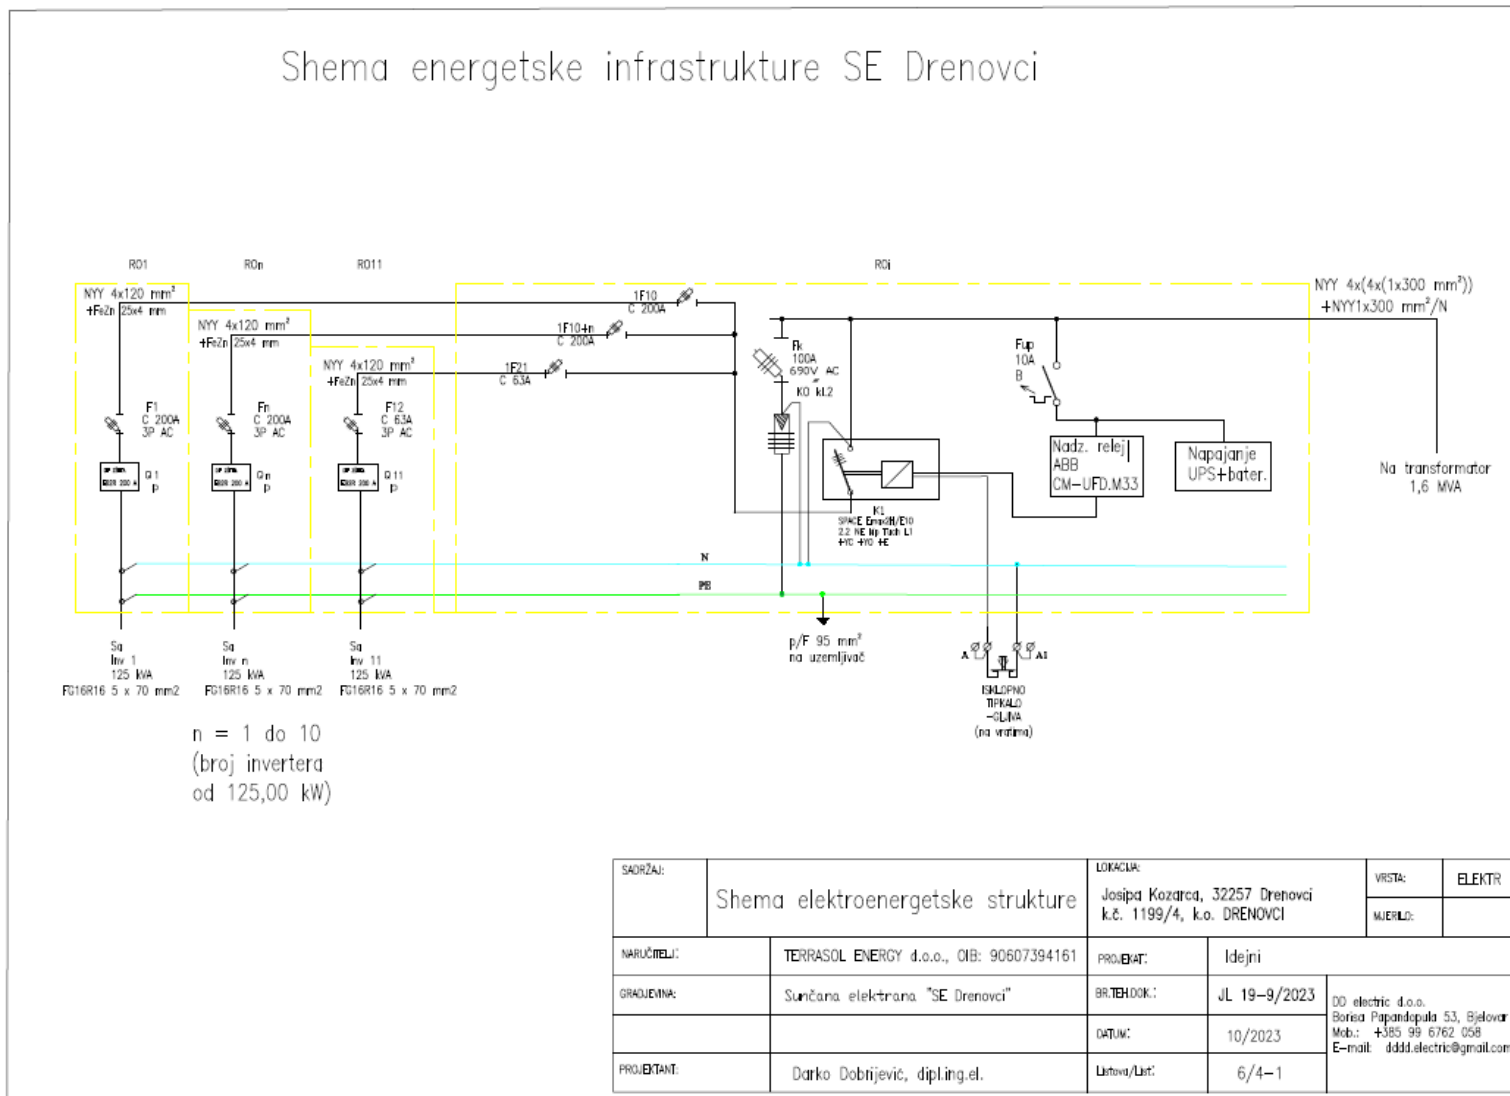 Shema energetske infrastrukture SE Drenovci
RO1
ROn
RO11
ROi
NYY 4x120 mm²
+FeZn 25x4 mm
NYY 4x120 mm²
+FeZn 25x4 mm
NYY 4x120 mm²
+FeZn 25x4 mm
1F10
C 200A
1F10+n
C 200A
1F21
C 63A
NYY 4x(4x(1x300 mm²))
+NYY1x300 mm²/N
Fk
100A
690V AC
KO kl.2
Fup
10A
B
F1
C 200A
3P AC
Fn
C 200A
3P AC
F12
C 63A
3P AC
Q1
p
Qn
p
Q11
p
Nadz. relej
ABB
CM-UFD.M33
Napajanje
UPS+bater.
Na transformator
1,6 MVA
K1
2.2
+YC +YO +E
N
PE
p/F 95 mm²
na uzemljivač
A
A1
ISKLOPNO
TIPKALO
-GLJIVA
(na vratima)
Sq
Inv 1
125 kVA
FG16R16 5 x 70 mm2
Sq
Inv n
125 kVA
FG16R16 5 x 70 mm2
Sq
Inv 11
125 kVA
FG16R16 5 x 70 mm2
n = 1 do 10
(broj invertera
od 125,00 kW)
SADRŽAJ:
Shema elektroenergetske strukture
LOKACIJA:
Josipa Kozarca, 32257 Drenovci
k.č. 1199/4, k.o. DRENOVCI
VRSTA:
ELEKTR
MJERILO:
NARUČITELJ:
TERRASOL ENERGY d.o.o., OIB: 90607394161
PROJEKAT:
Idejni
GRADJEVINA:
Sunčana elektrana "SE Drenovci"
BR.TEH.DOK.:
JL 19-9/2023
DD electric d.o.o.
Borisa Papandopula 53, Bjelovar
Mob.: +385 99 6762 058
E-mail: dddd.electric@gmail.com
DATUM:
10/2023
PROJEKTANT:
Darko Dobrijević, dipl.ing.el.
Listova/List:
6/4-1